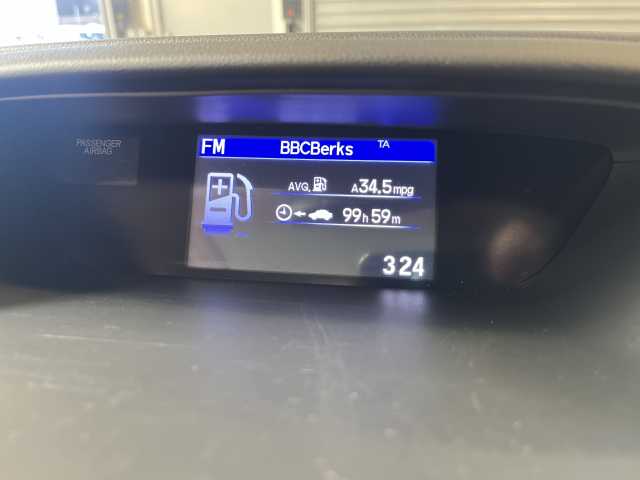 PASSENGER
AIRBAG
FM BBCBerks TA
AVG. A34.5mpg
99h59m
324